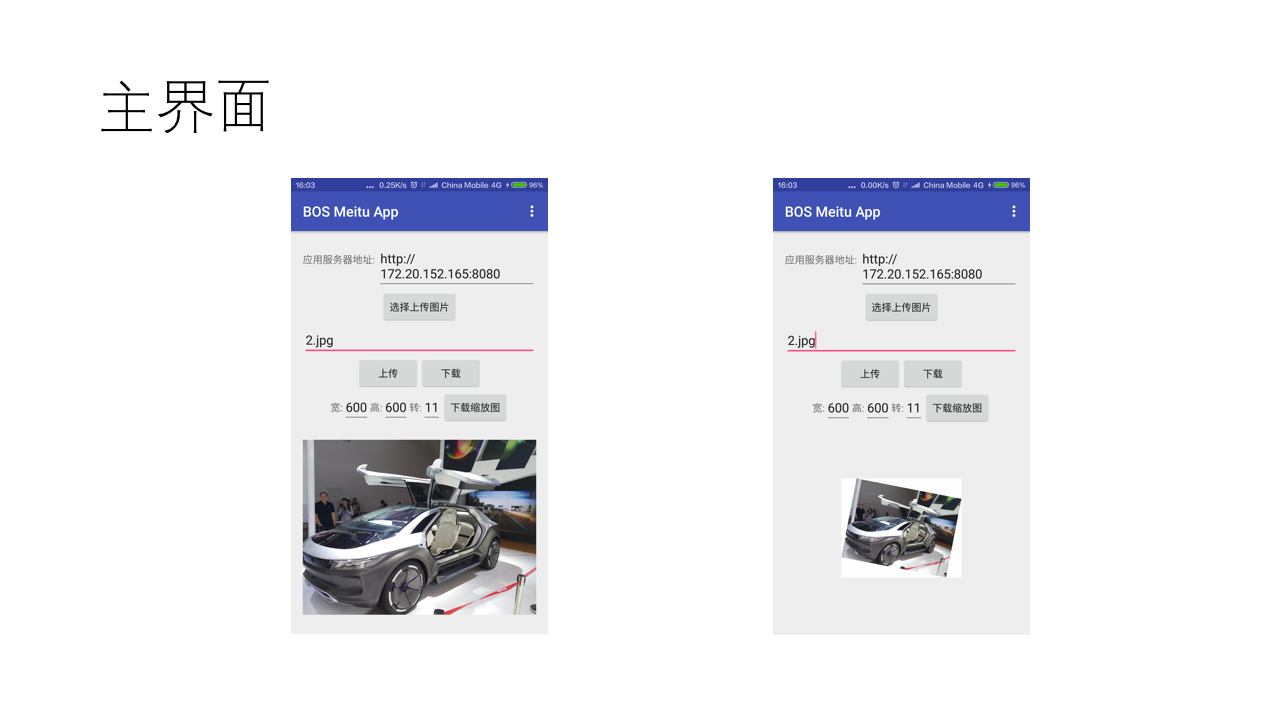 主界面
16:03 ... 0.25K/s China Mobile 4G 96%
BOS Meitu App
应用服务器地址: http://
172.20.152.165:8080
选择上传图片
2.jpg
上传 下载
宽: 600 高: 600 转: 11 下载缩放图
16:03 ... 0.00K/s China Mobile 4G 96%
BOS Meitu App
应用服务器地址: http://
172.20.152.165:8080
选择上传图片
2.jpg
上传 下载
宽: 600 高: 600 转: 11 下载缩放图